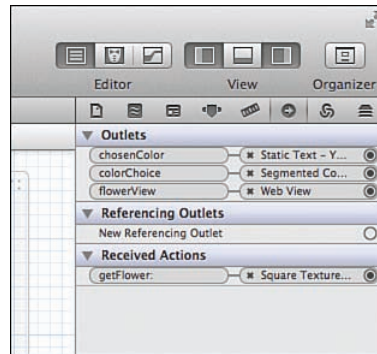 Editor View Organizer
Outlets
chosenColor Static Text – Y...
colorChoice Segmented Co...
flowerView Web View
Referencing Outlets
New Referencing Outlet
Received Actions
getFlower: Square Texture...